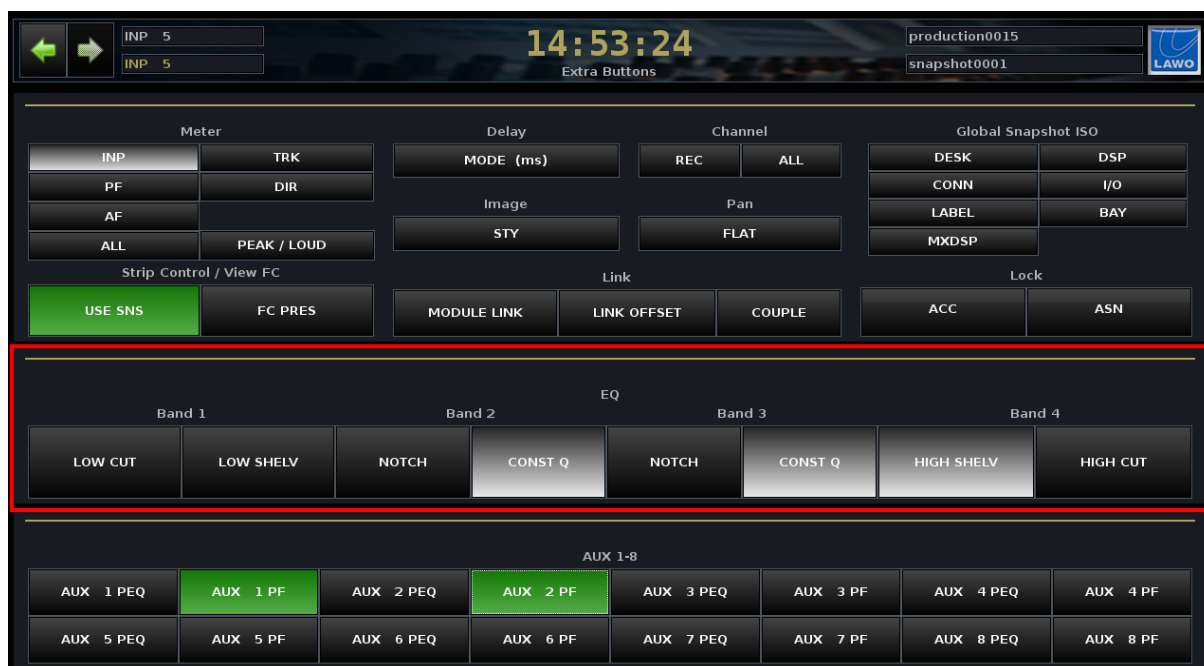 INP 5
INP 5
14:53:24
Extra Buttons
production0015
snapshot0001
LAWO
Meter
INP TRK
PF DIR
AF
ALL PEAK / LOUD
Delay
MODE (ms)
Image
STY
Channel
REC ALL
Pan
FLAT
Global Snapshot ISO
DESK DSP
CONN I/O
LABEL BAY
MXDSP
Strip Control / View FC
USE SNS FC PRES
Link
MODULE LINK LINK OFFSET COUPLE
Lock
ACC ASN
EQ
Band 1 Band 2 Band 3 Band 4
LOW CUT LOW SHELV NOTCH CONST Q NOTCH CONST Q HIGH SHELV HIGH CUT
AUX 1-8
AUX 1 PEQ AUX 1 PF AUX 2 PEQ AUX 2 PF AUX 3 PEQ AUX 3 PF AUX 4 PEQ AUX 4 PF
AUX 5 PEQ AUX 5 PF AUX 6 PEQ AUX 6 PF AUX 7 PEQ AUX 7 PF AUX 8 PEQ AUX 8 PF